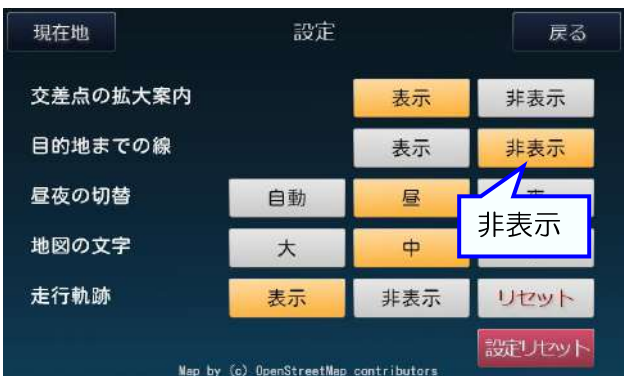 現在地 設定 戻る
交差点の拡大案内 表示 非表示
目的地までの線 表示 非表示
昼夜の切替 自動 昼
非表示
地図の文字 大 中
走行軌跡 表示 非表示 リセット
設定リセット
Map by (c) OpenStreetMap contributors